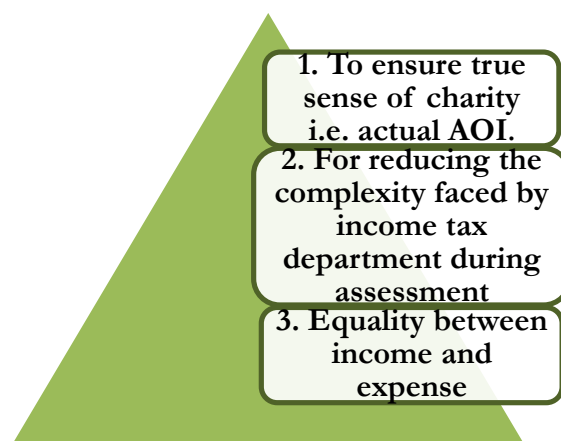 1. To ensure true
sense of charity
i.e. actual AOI.
2. For reducing the
complexity faced by
income tax
department during
assessment
3. Equality between
income and
expense